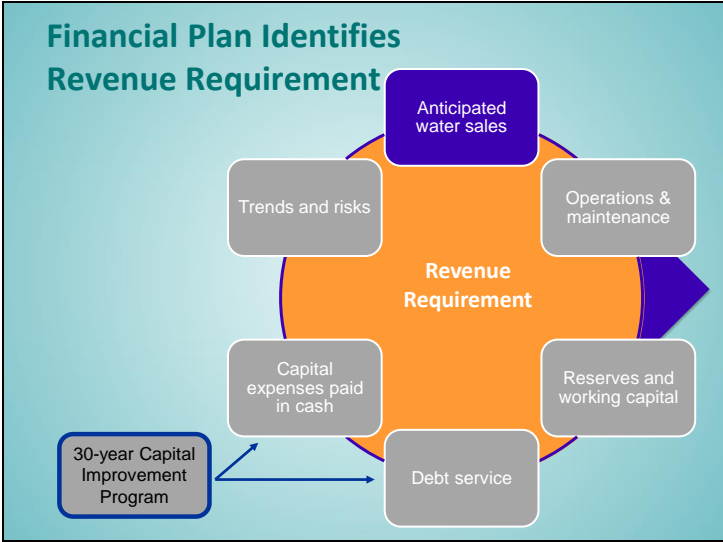 Financial Plan Identifies
Revenue Requirement
Anticipated
water sales
Trends and risks
Operations &
maintenance
Revenue
Requirement
Capital
expenses paid
in cash
Reserves and
working capital
30-year Capital
Improvement
Program
Debt service